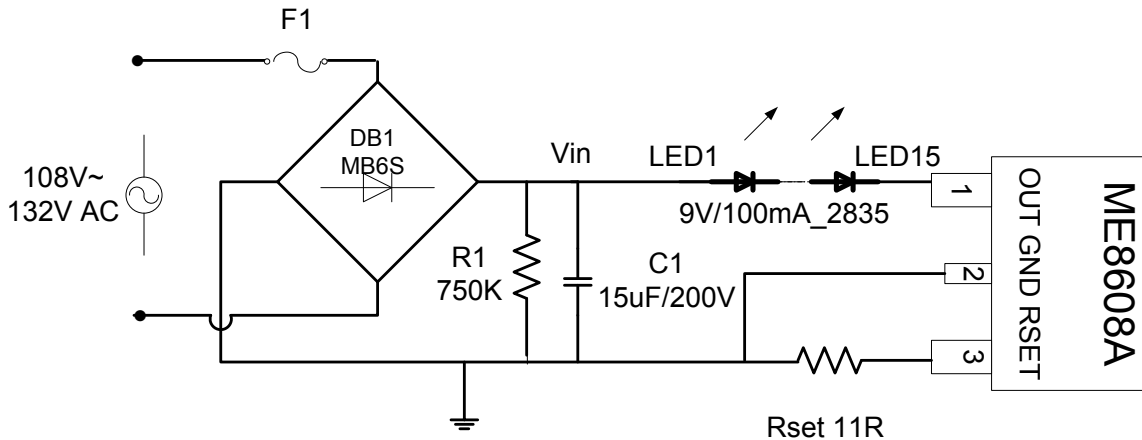 F1
DB1
MB6S
108V~
132V AC
Vin
LED1
LED15
9V/100mA_2835
R1
750K
C1
15uF/200V
1
2
3
OUT GND RSET
ME8608A
Rset 11R